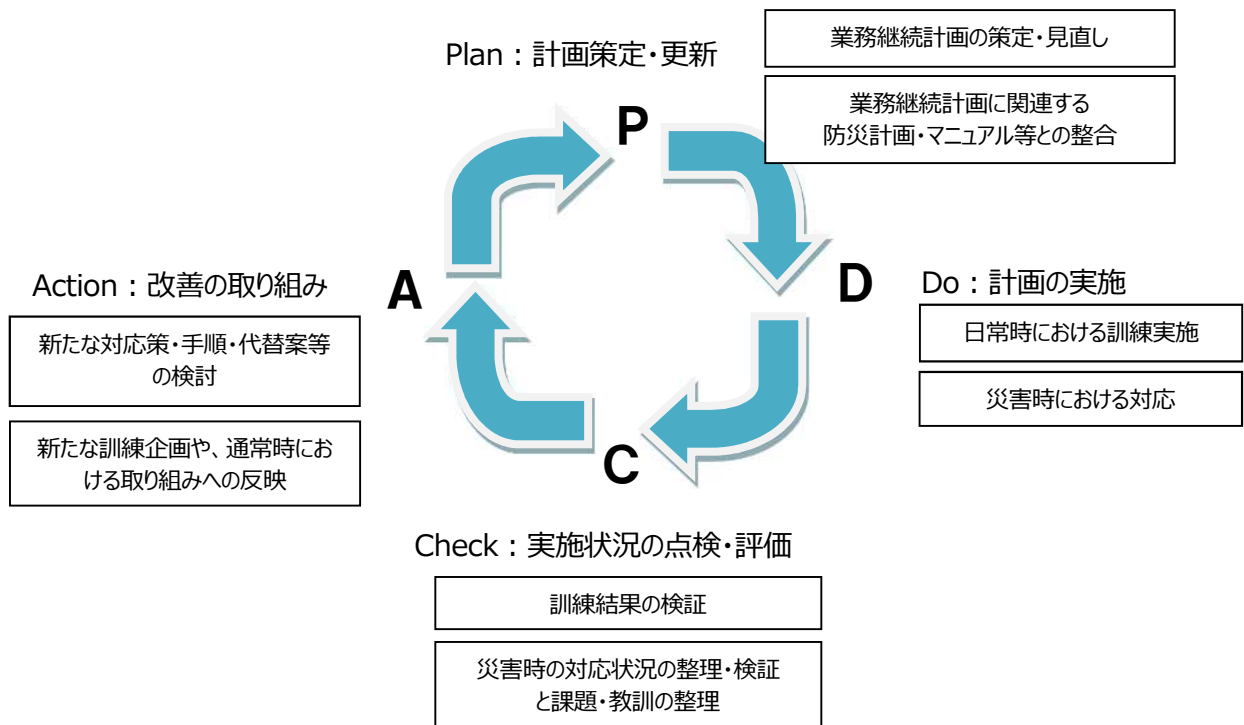 Plan：計画策定・更新
業務継続計画の策定・見直し
業務継続計画に関連する
防災計画・マニュアル等との整合
P
Action：改善の取り組み
新たな対応策・手順・代替案等
の検討
新たな訓練企画や、通常時にお
ける取り組みへの反映
A
D
Do：計画の実施
日常時における訓練実施
災害時における対応
C
Check：実施状況の点検・評価
訓練結果の検証
災害時の対応状況の整理・検証
と課題・教訓の整理